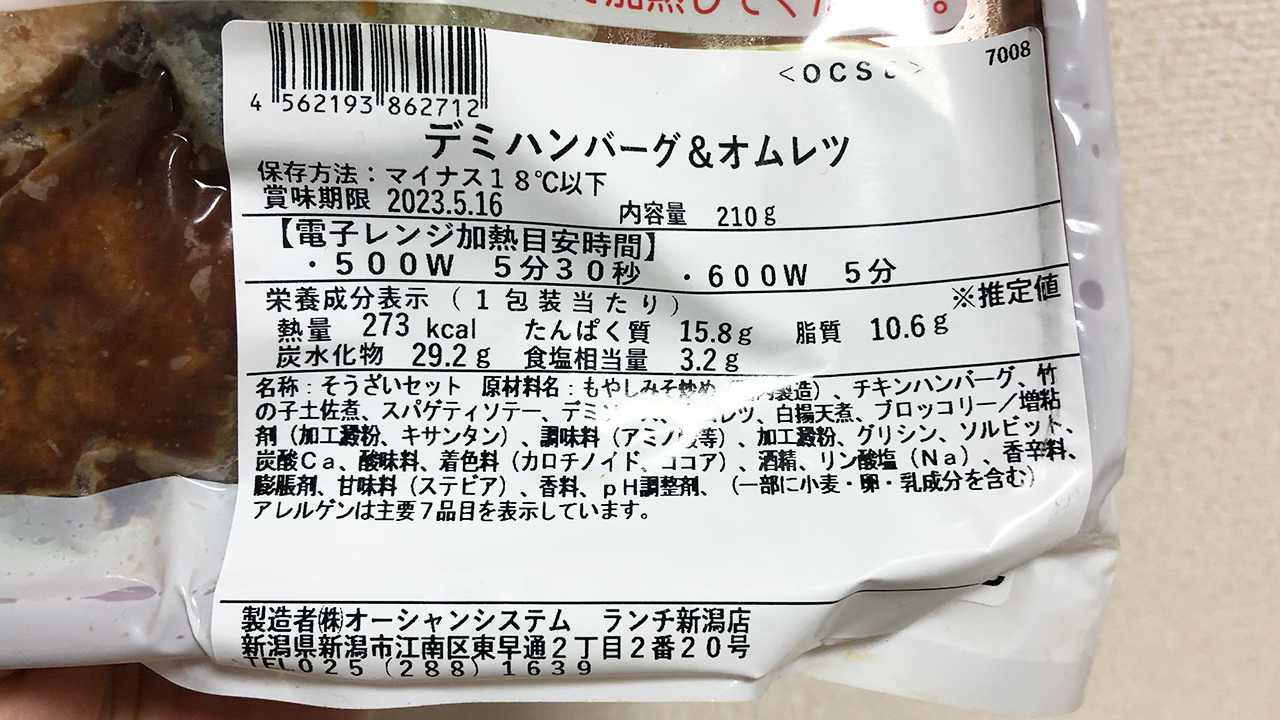 加熱してください。
7008
<OCS
4 562193 862712
デミハンバーグ&オムレツ
保存方法：マイナス18℃以下
賞味期限 2023.5.16 内容量 210g
【電子レンジ加熱目安時間】
・500W 5分30秒 ・600W 5分
栄養成分表示（1包装当たり） ※推定値
熱量 273 kcal たんぱく質 15.8g 脂質 10.6g
炭水化物 29.2g 食塩相当量 3.2g
名称：そうざいセット 原材料名：もやしみそ炒め（国内製造）、チキンハンバーグ、竹
の子土佐煮、スパゲティソテー、デミソース、オムレツ、白揚天煮、ブロッコリー／増粘
剤（加工澱粉、キサンタン）、調味料（アミノ酸等）、加工澱粉、グリシン、ソルビット、
炭酸Ca、酸味料、着色料（カロチノイド、ココア）、酒精、リン酸塩（Na）、香辛料、
膨脹剤、甘味料（ステビア）、香料、pH調整剤、（一部に小麦・卵・乳成分を含む）
アレルゲンは主要7品目を表示しています。
製造者㈱オーシャンシステム ランチ新潟店
新潟県新潟市江南区東早通2丁目2番20号
TEL025（288）1639